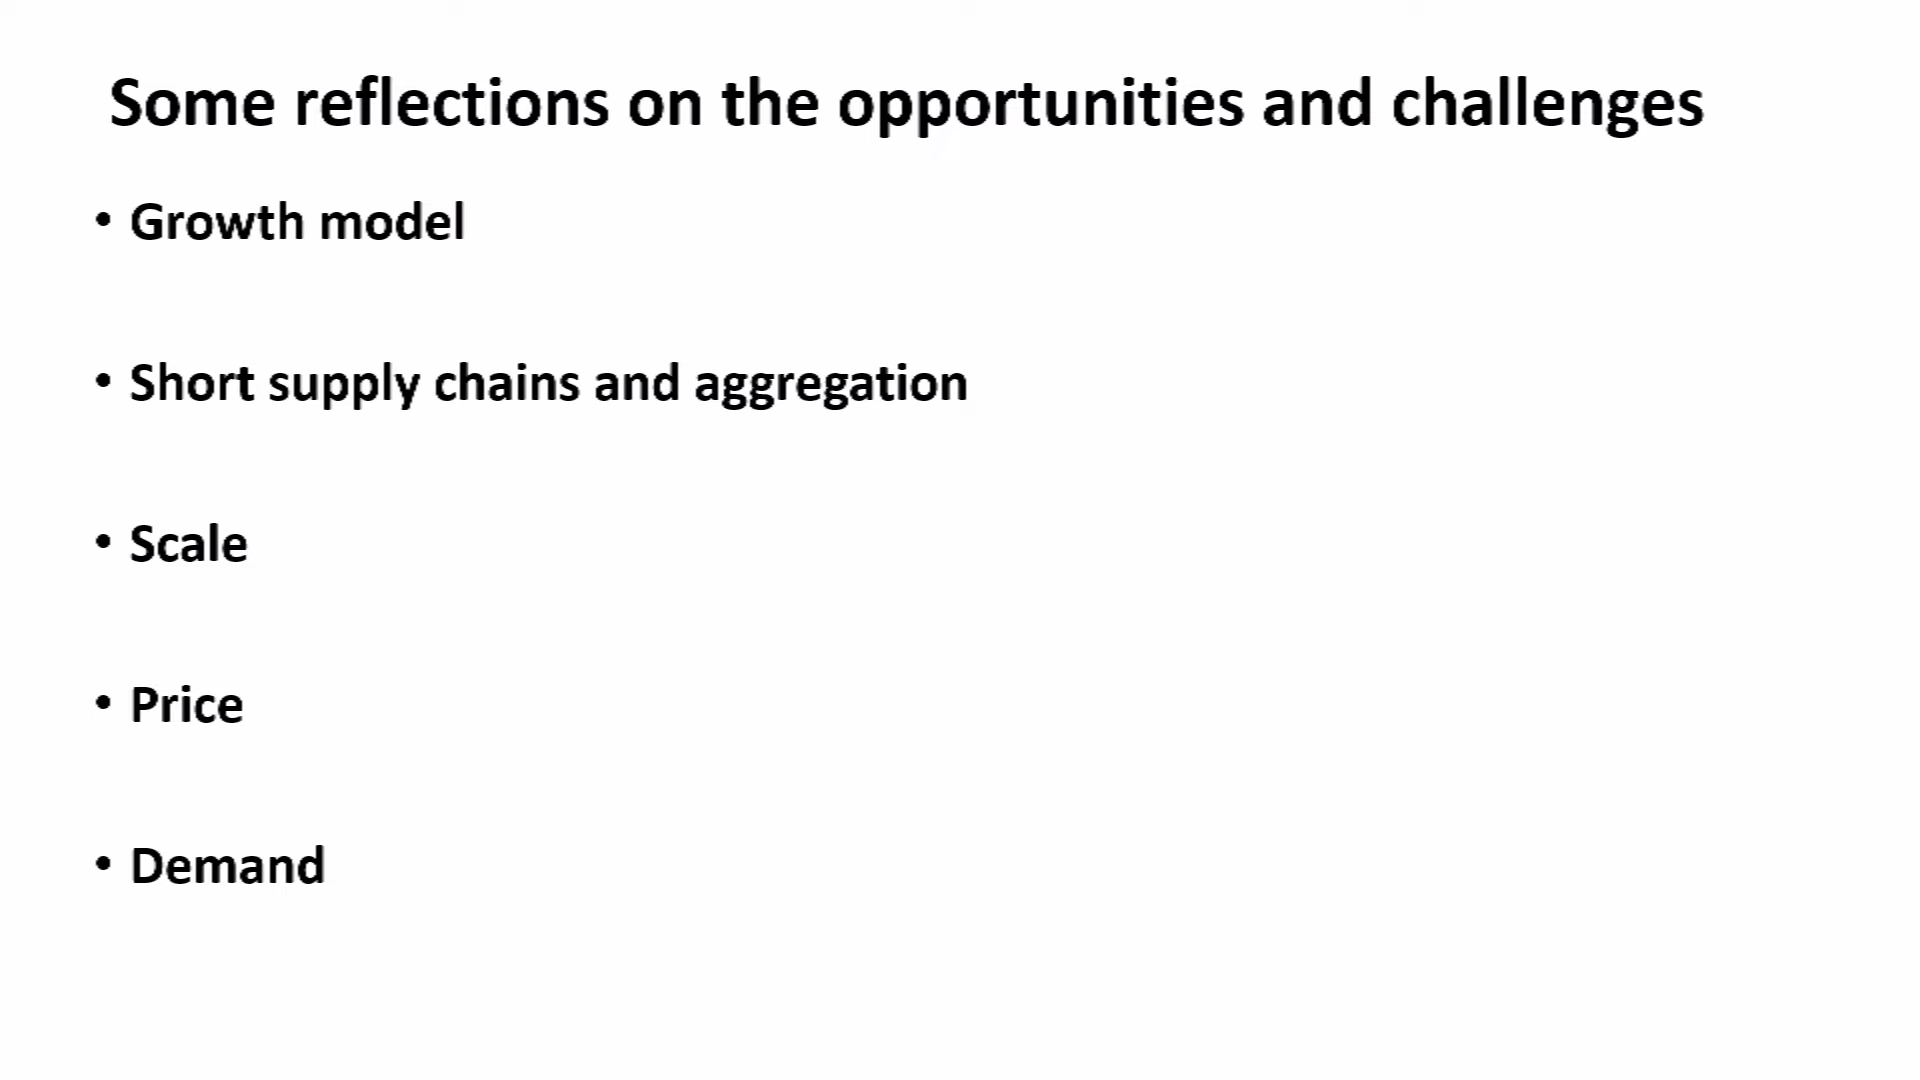 Some reflections on the opportunities and challenges
• Growth model
• Short supply chains and aggregation
• Scale
• Price
• Demand